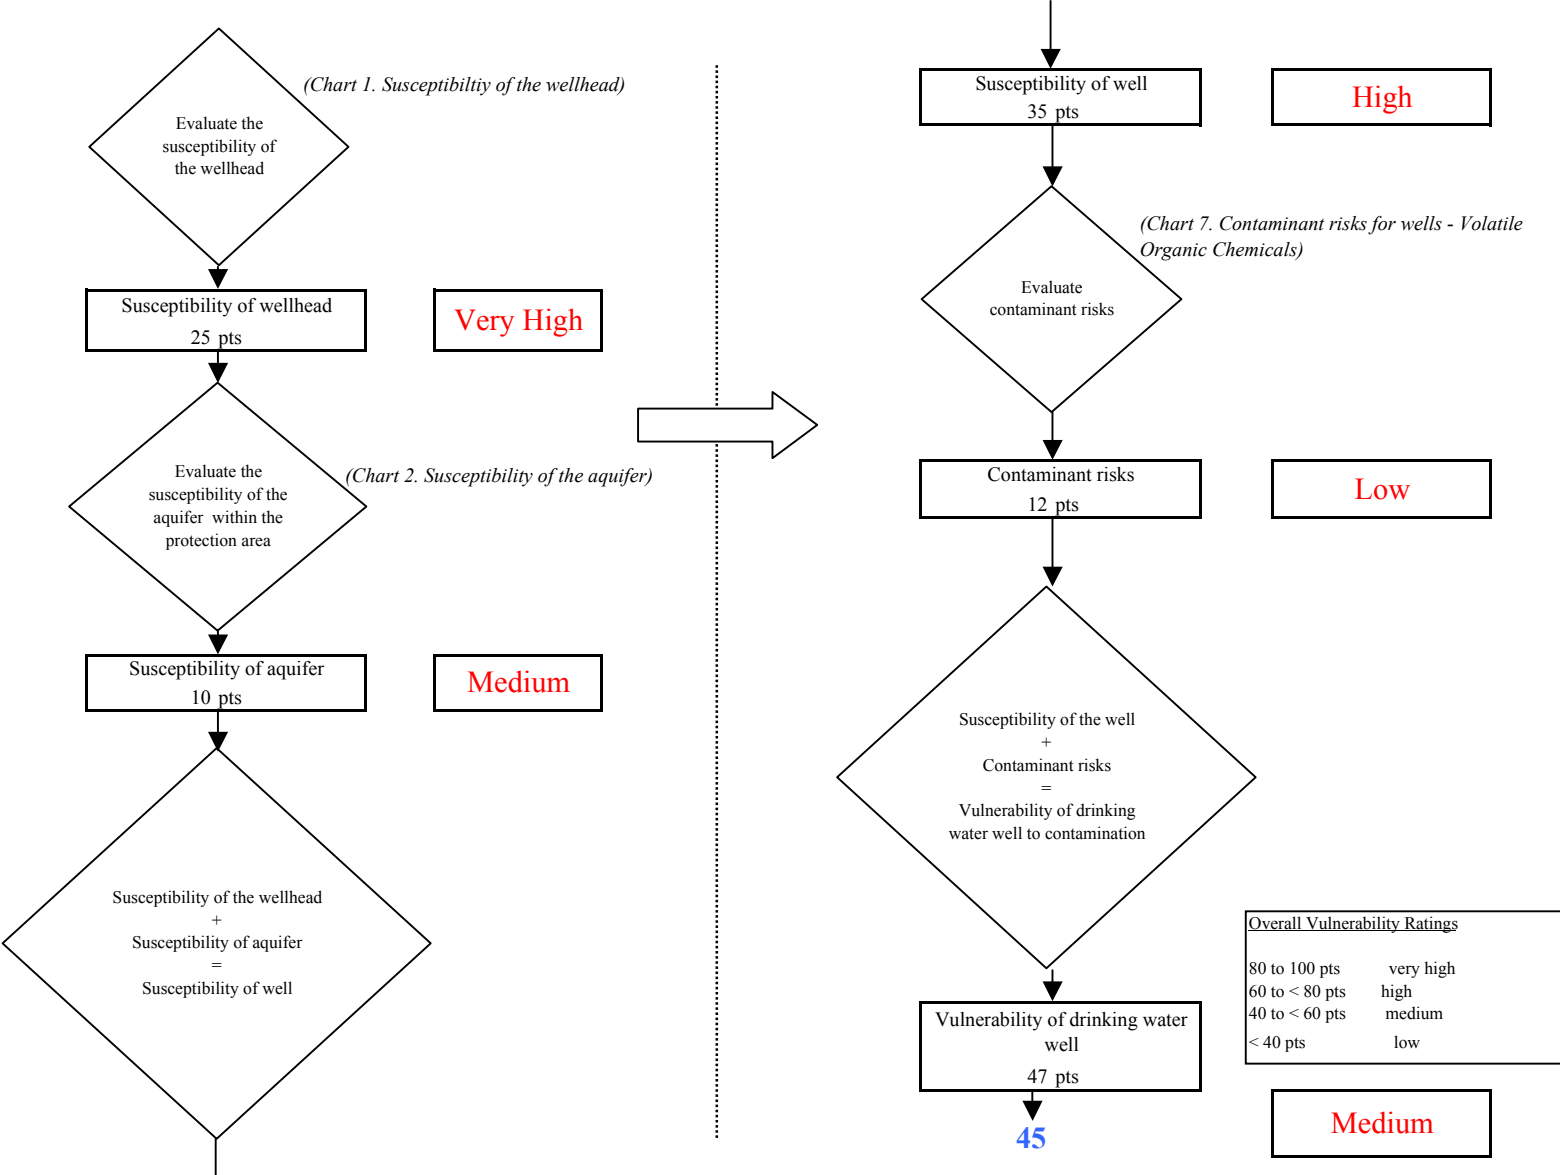 (Chart 1. Susceptibiltiy of the wellhead)
Evaluate the
susceptibility of
the wellhead
Susceptibility of wellhead
25 pts
Very High
(Chart 2. Susceptibility of the aquifer)
Evaluate the
susceptibility of the
aquifer within the
protection area
Susceptibility of aquifer
10 pts
Medium
Susceptibility of the wellhead
+
Susceptibility of aquifer
=
Susceptibility of well
Susceptibility of well
35 pts
High
(Chart 7. Contaminant risks for wells - Volatile
Organic Chemicals)
Evaluate
contaminant risks
Contaminant risks
12 pts
Low
Susceptibility of the well
+
Contaminant risks
=
Vulnerability of drinking
water well to contamination
Overall Vulnerability Ratings
80 to 100 pts very high
60 to < 80 pts high
40 to < 60 pts medium
< 40 pts low
Vulnerability of drinking water
well
47 pts
Medium
45